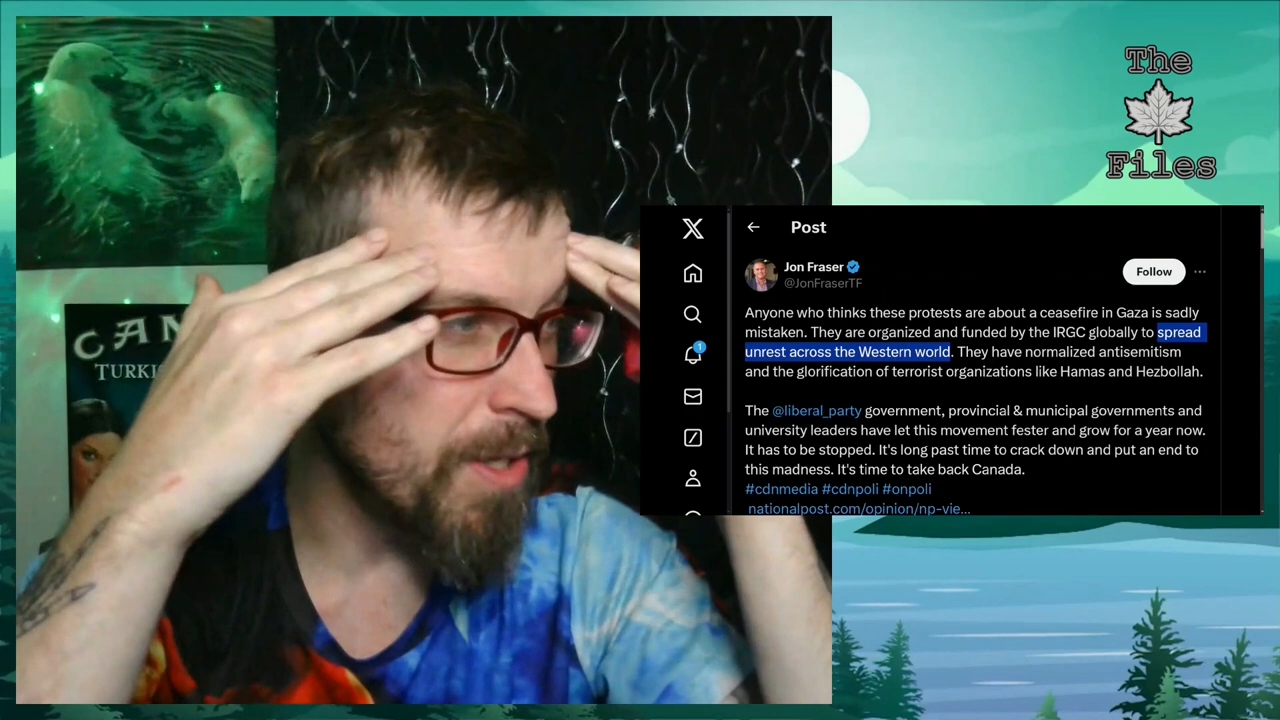 The
Files
CAN
TURKIS
Post
Jon Fraser
@JonFraserTF
Follow
1
Anyone who thinks these protests are about a ceasefire in Gaza is sadly
mistaken. They are organized and funded by the IRGC globally to spread
unrest across the Western world. They have normalized antisemitism
and the glorification of terrorist organizations like Hamas and Hezbollah.
The @liberal_party government, provincial & municipal governments and
university leaders have let this movement fester and grow for a year now.
It has to be stopped. It's long past time to crack down and put an end to
this madness. It's time to take back Canada.
#cdnmedia #cdnpoli #onpoli
nationalpost.com/opinion/np-vie...